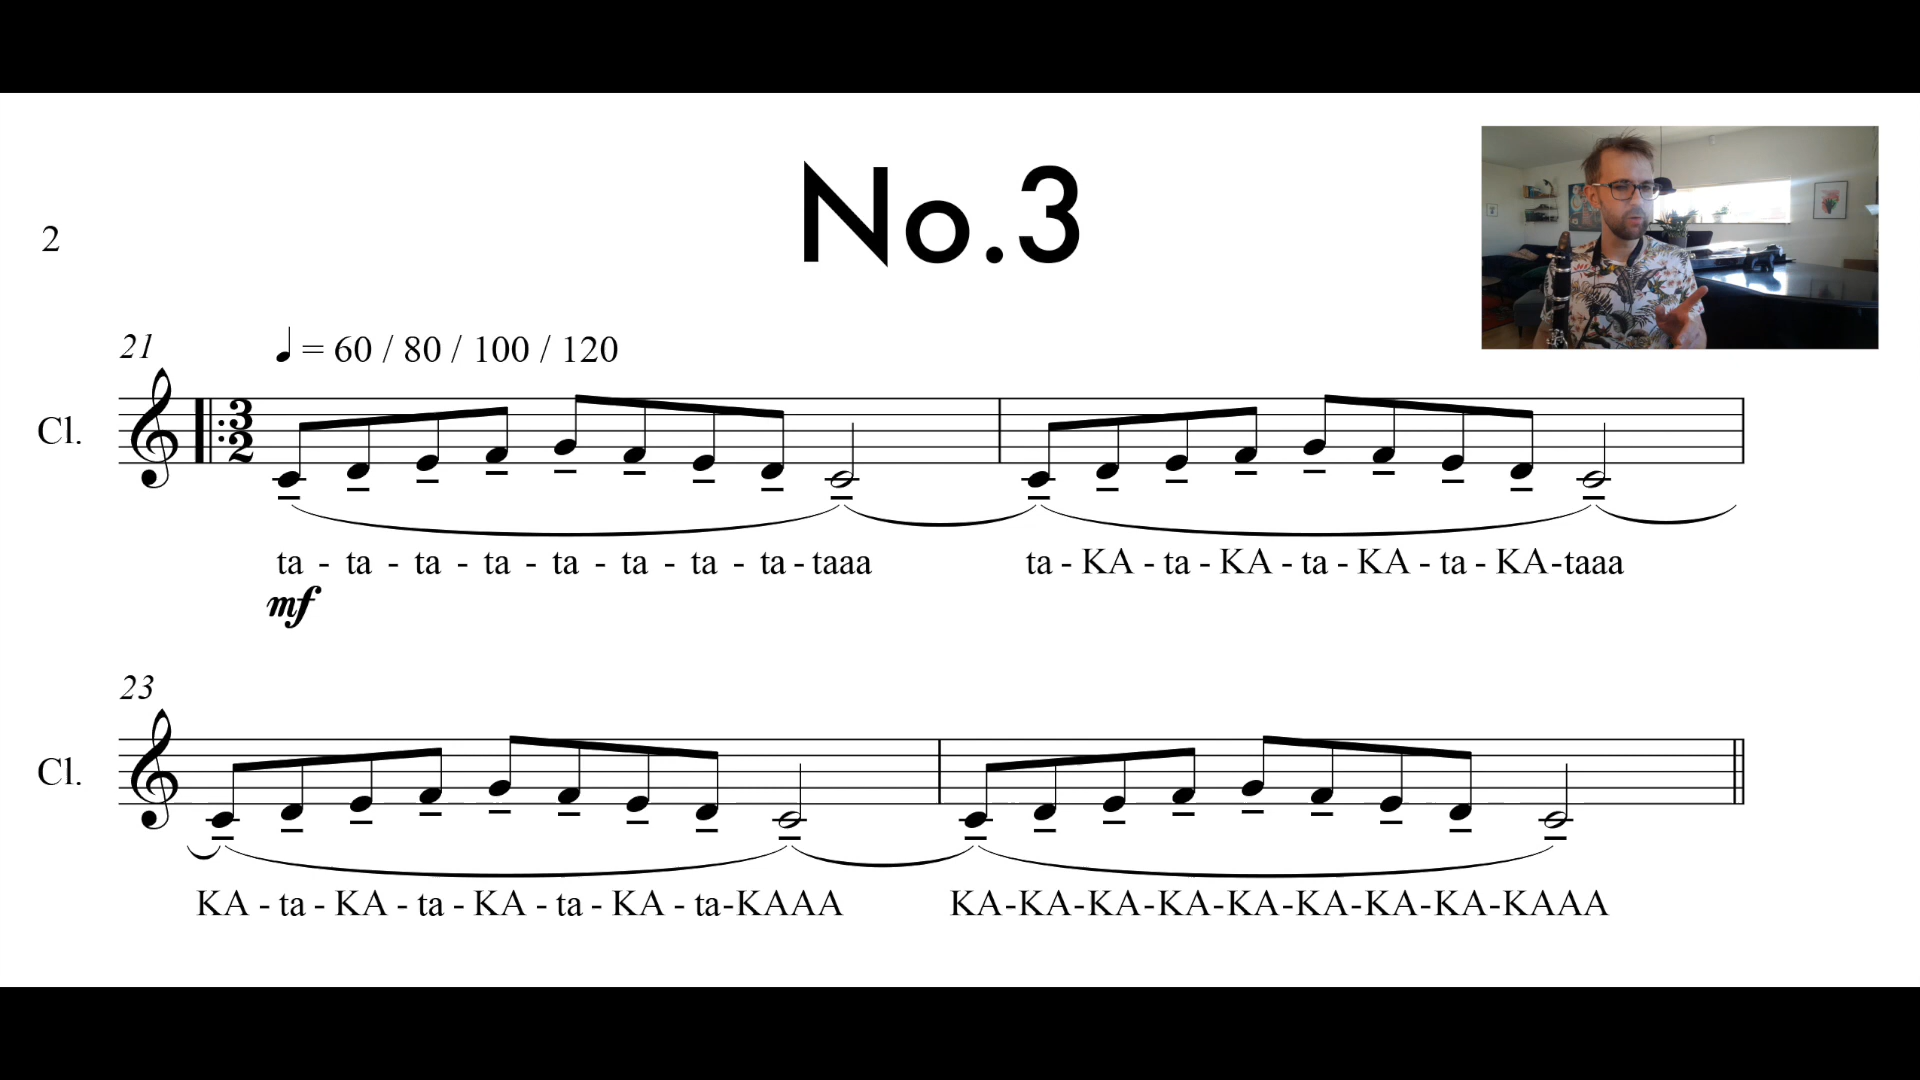 No.3
2
21
♩ = 60 / 80 / 100 / 120
Cl.
3
2
ta - ta - ta - ta - ta - ta - ta - ta - taaa ta - KA - ta - KA - ta - KA - ta - KA-taaa
mf
23
Cl.
KA - ta - KA - ta - KA - ta - KA - ta-KAAA KA-KA-KA-KA-KA-KA-KA-KA-KAAA